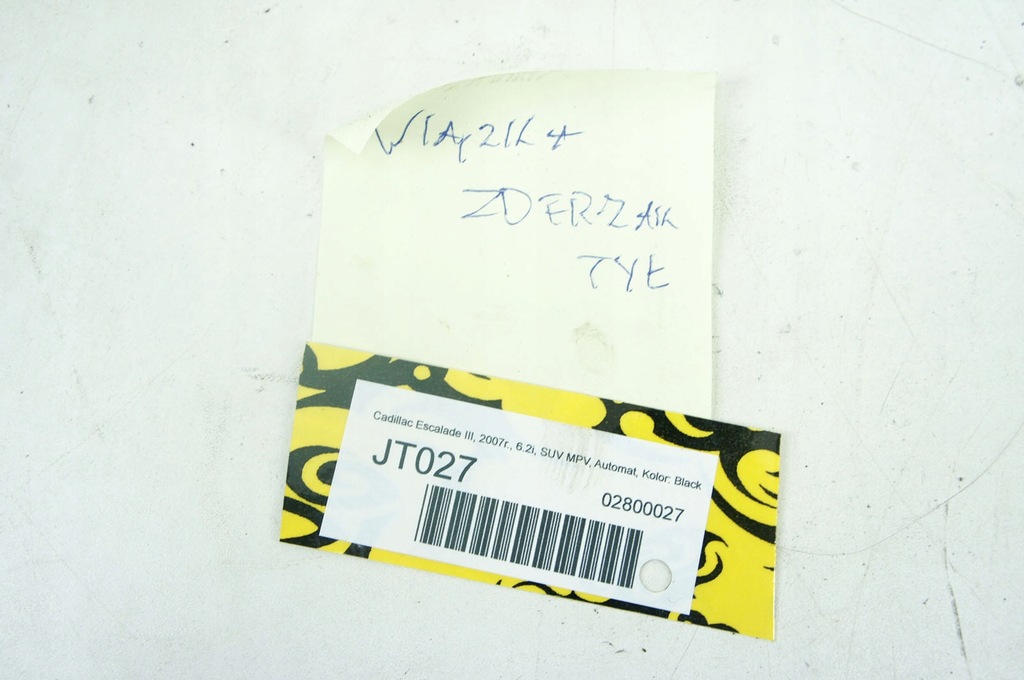 WIĄZKA
ZDERZAK
TYŁ
Cadillac Escalade III, 2007r., 6.2i, SUV MPV, Automat, Kolor: Black
JT027
02800027